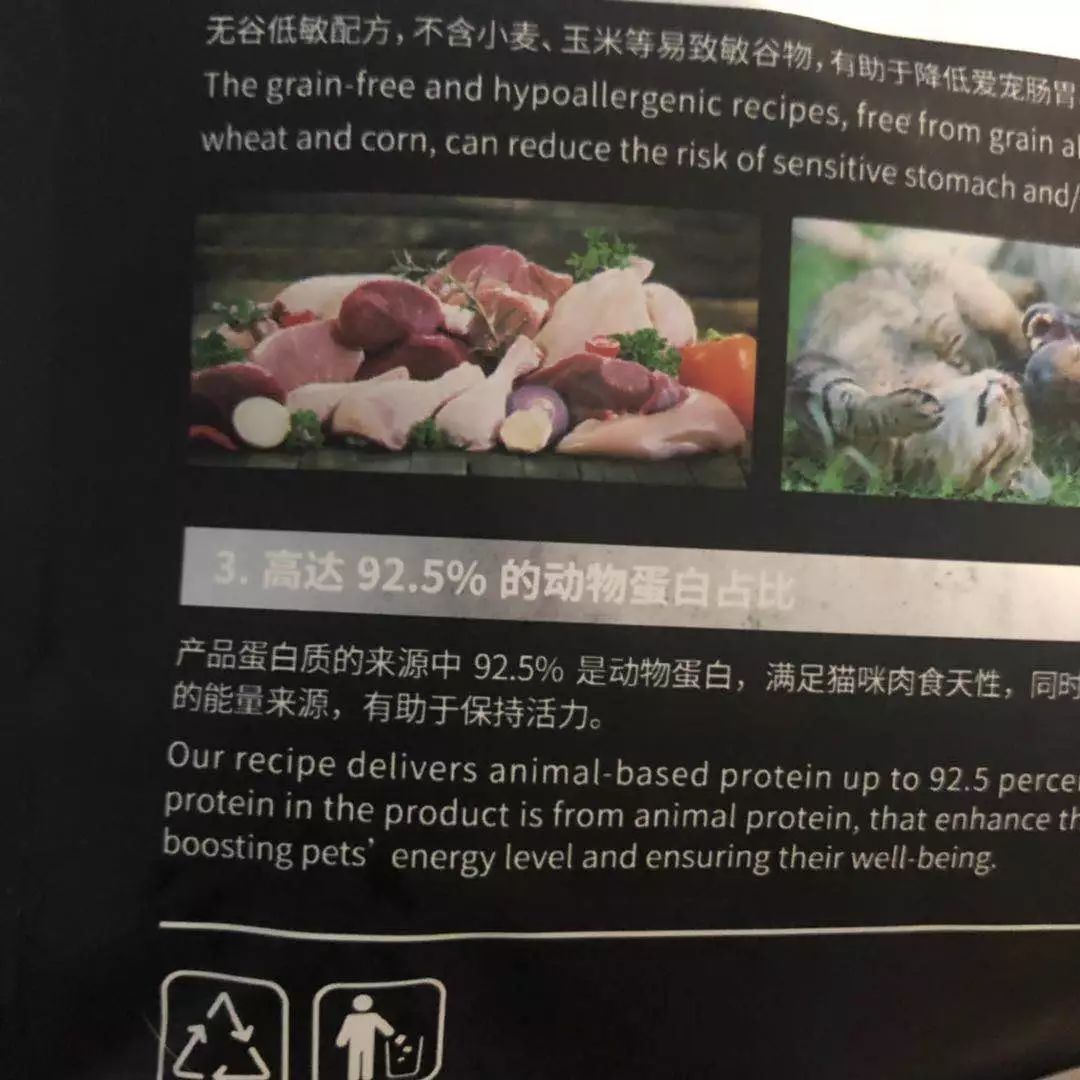 无谷低敏配方，不含小麦、玉米等易致敏谷物，有助于降低爱宠肠胃
The grain-free and hypoallergenic recipes, free from grain al
wheat and corn, can reduce the risk of sensitive stomach and/
3. 高达 92.5% 的动物蛋白占比
产品蛋白质的来源中 92.5% 是动物蛋白，满足猫咪肉食天性，同时
的能量来源，有助于保持活力。
Our recipe delivers animal-based protein up to 92.5 percen
protein in the product is from animal protein, that enhance th
boosting pets’ energy level and ensuring their well-being.